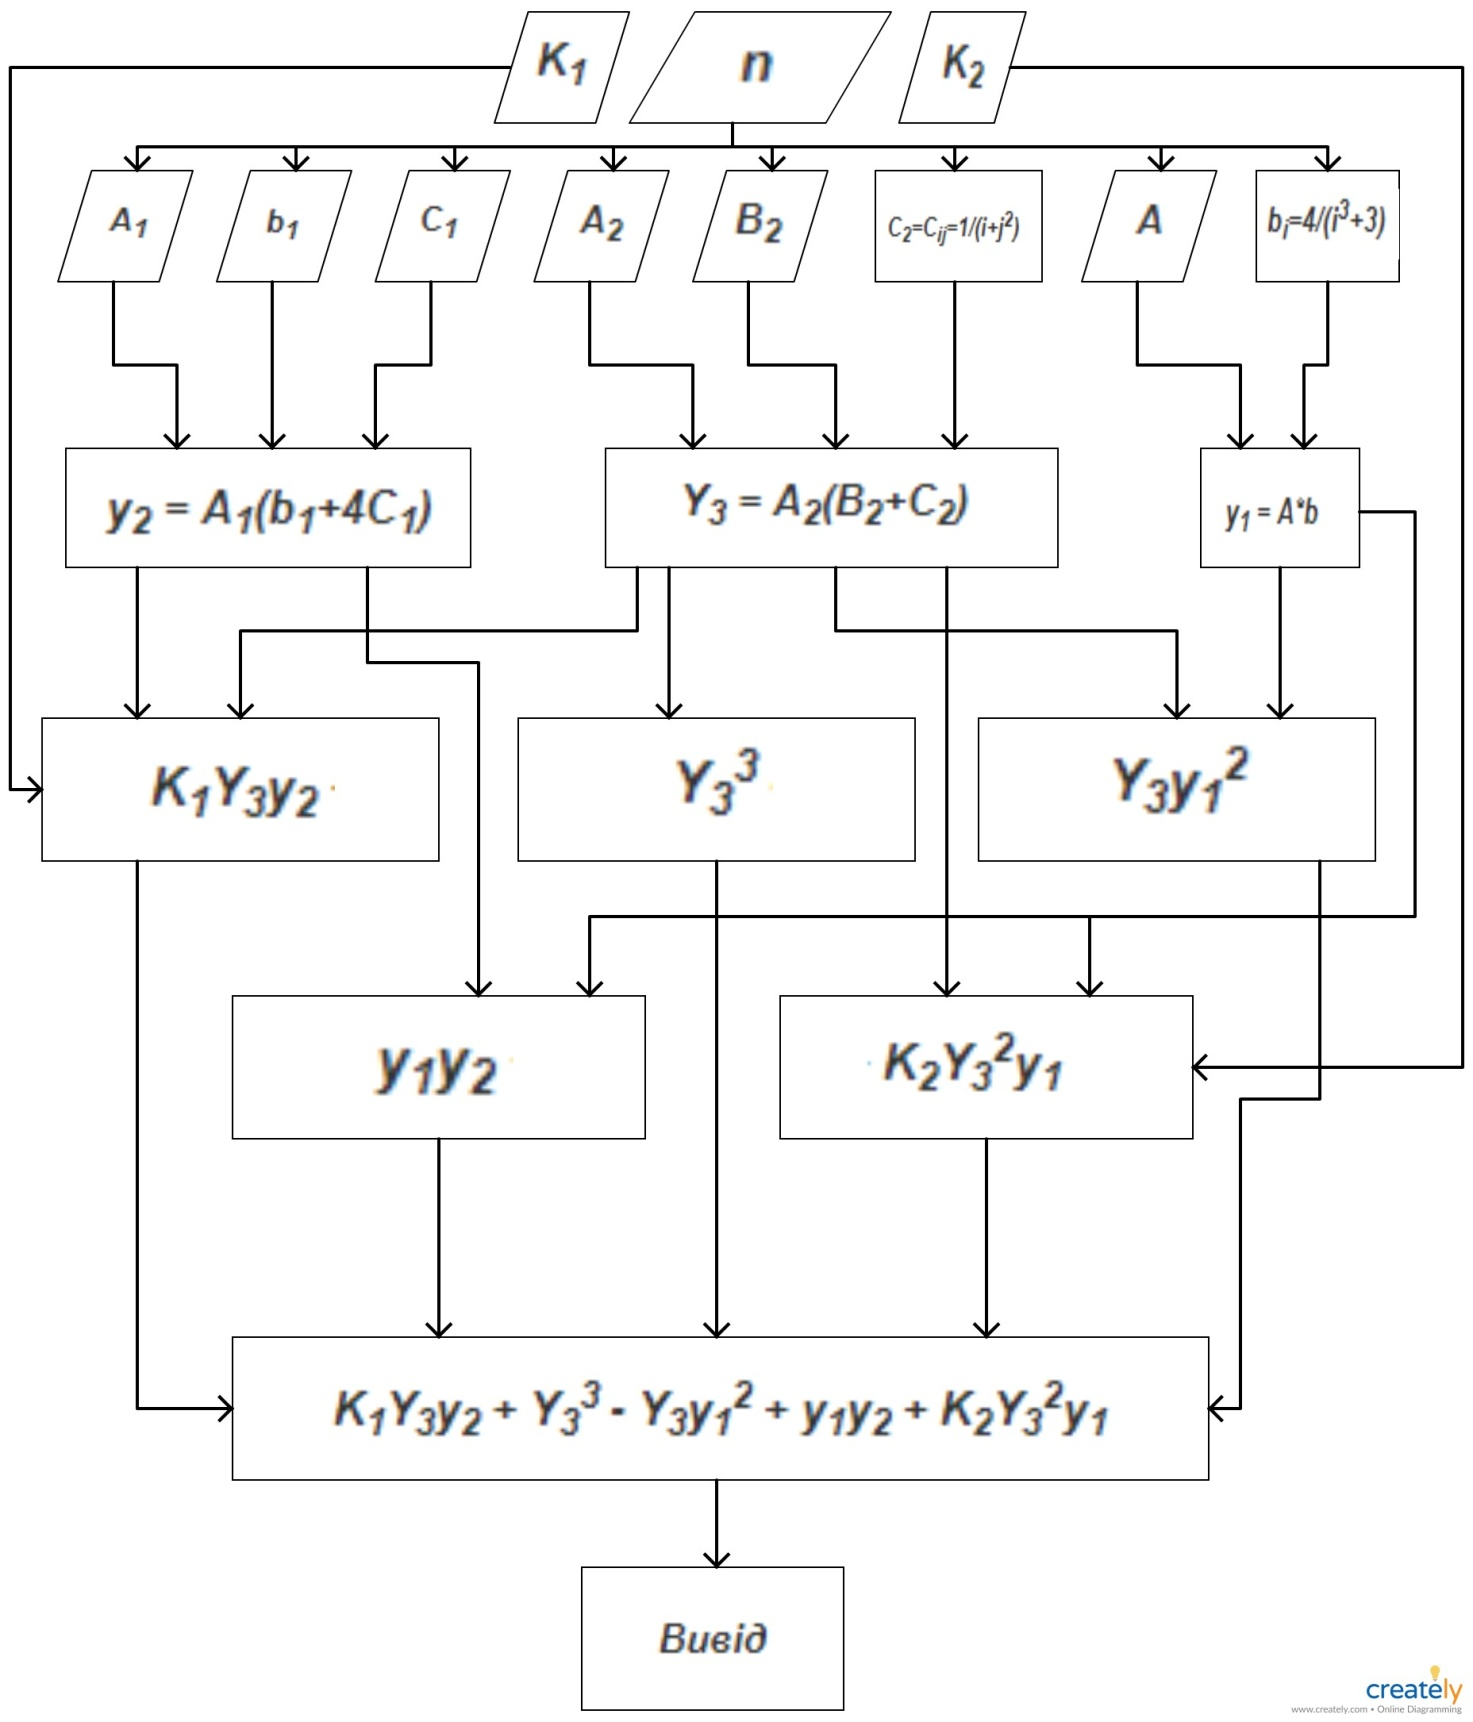 K₁
n
K₂
A₁
b₁
C₁
A₂
B₂
C₂=Cᵢⱼ=1/(i+j²)
A
bᵢ=4/(i³+3)
y₂ = A₁(b₁+4C₁)
Y₃ = A₂(B₂+C₂)
y₁ = A*b
K₁Y₃y₂
Y₃³
Y₃y₁²
y₁y₂
K₂Y₃²y₁
K₁Y₃y₂ + Y₃³ - Y₃y₁² + y₁y₂ + K₂Y₃²y₁
Вивід
creately
www.creately.com • Online Diagramming